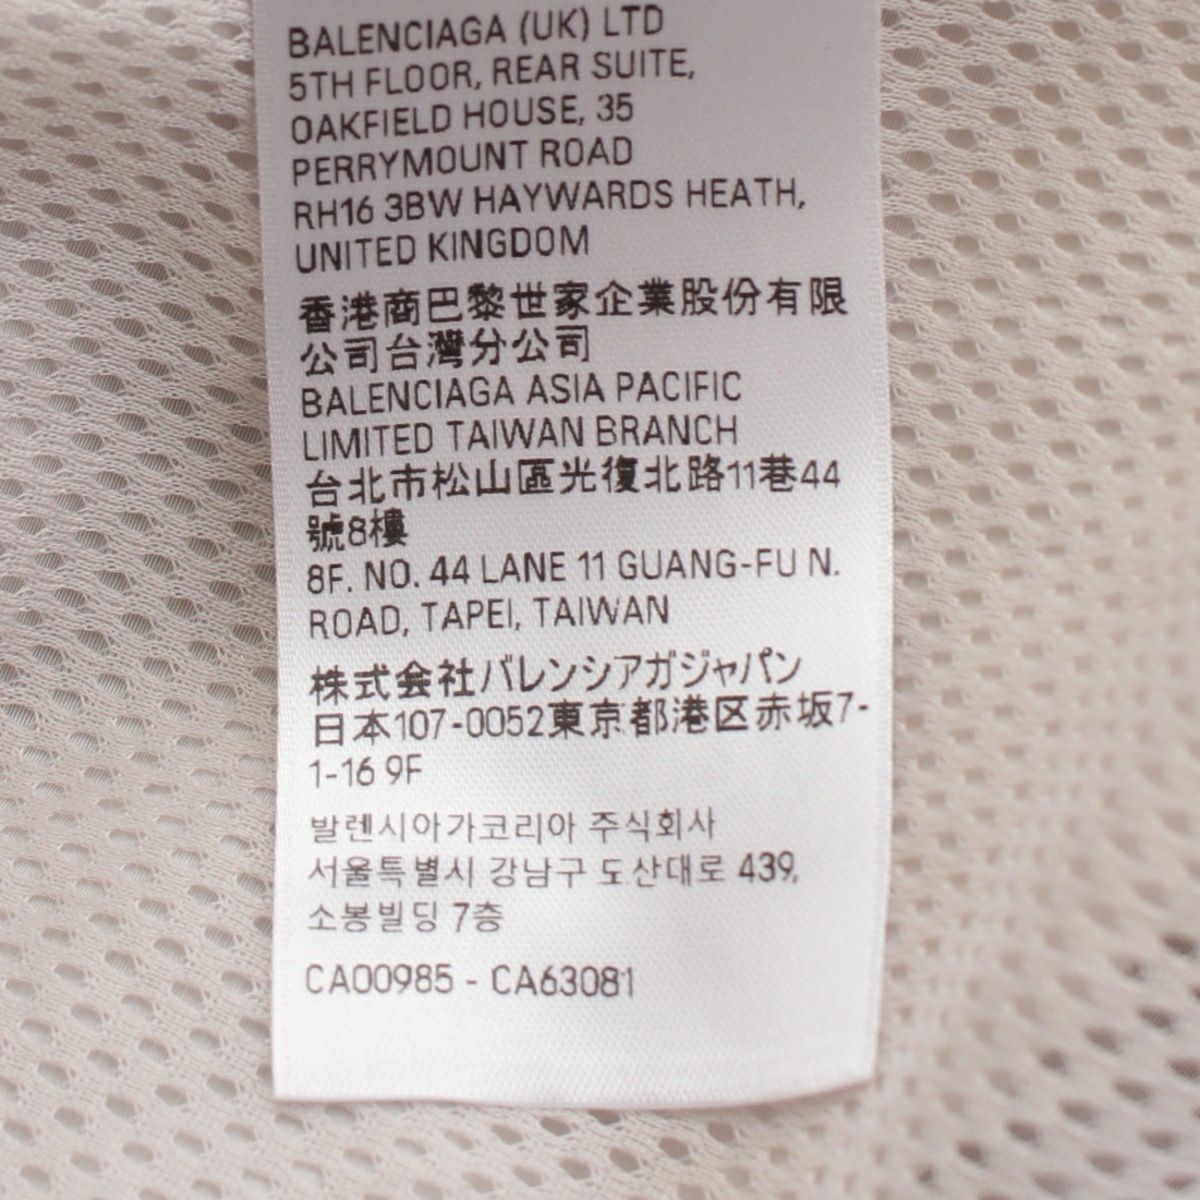 BALENCIAGA (UK) LTD
5TH FLOOR, REAR SUITE,
OAKFIELD HOUSE, 35
PERRYMOUNT ROAD
RH16 3BW HAYWARDS HEATH,
UNITED KINGDOM
香港商巴黎世家企業股份有限
公司台灣分公司
BALENCIAGA ASIA PACIFIC
LIMITED TAIWAN BRANCH
台北市松山區光復北路11巷44
號8樓
8F. NO. 44 LANE 11 GUANG-FU N.
ROAD, TAPEI, TAIWAN
株式会社バレンシアガジャパン
日本107-0052東京都港区赤坂7-
1-16 9F
발렌시아가코리아 주식회사
서울특별시 강남구 도산대로 439,
소봉빌딩 7층
CA00985 - CA63081